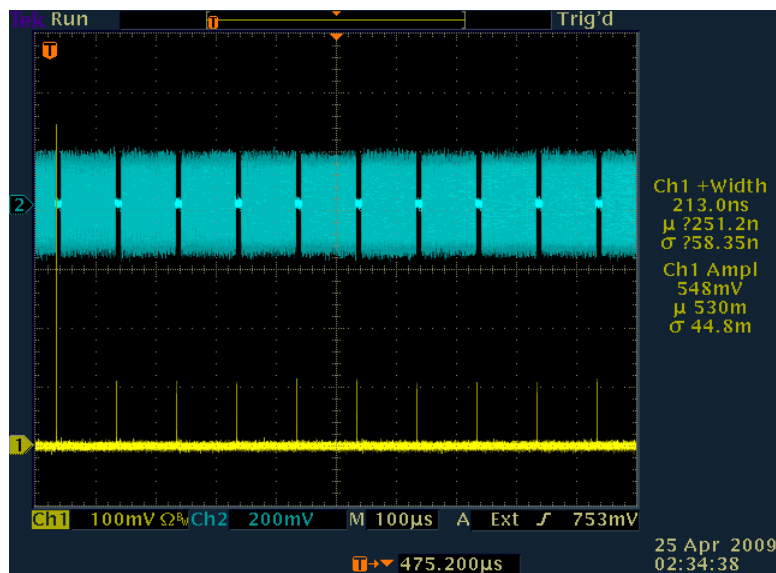 Tek Run Trig'd
T
T
2
Ch1 +Width
213.0ns
μ ?251.2n
σ ?58.35n
Ch1 Ampl
548mV
μ 530m
σ 44.8m
1
Ch1 100mV ΩBW Ch2 200mV M 100μs A Ext ƒ 753mV
T→▼ 475.200μs
25 Apr 2009
02:34:38